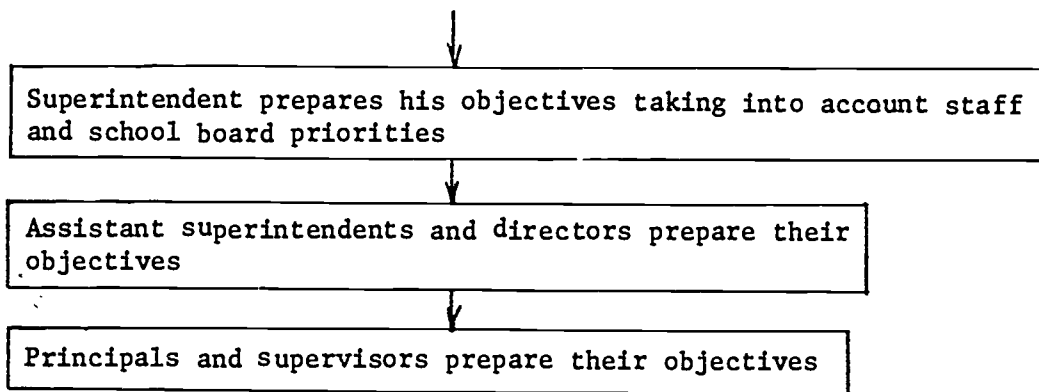 Superintendent prepares his objectives taking into account staff
and school board priorities
Assistant superintendents and directors prepare their
objectives
Principals and supervisors prepare their objectives